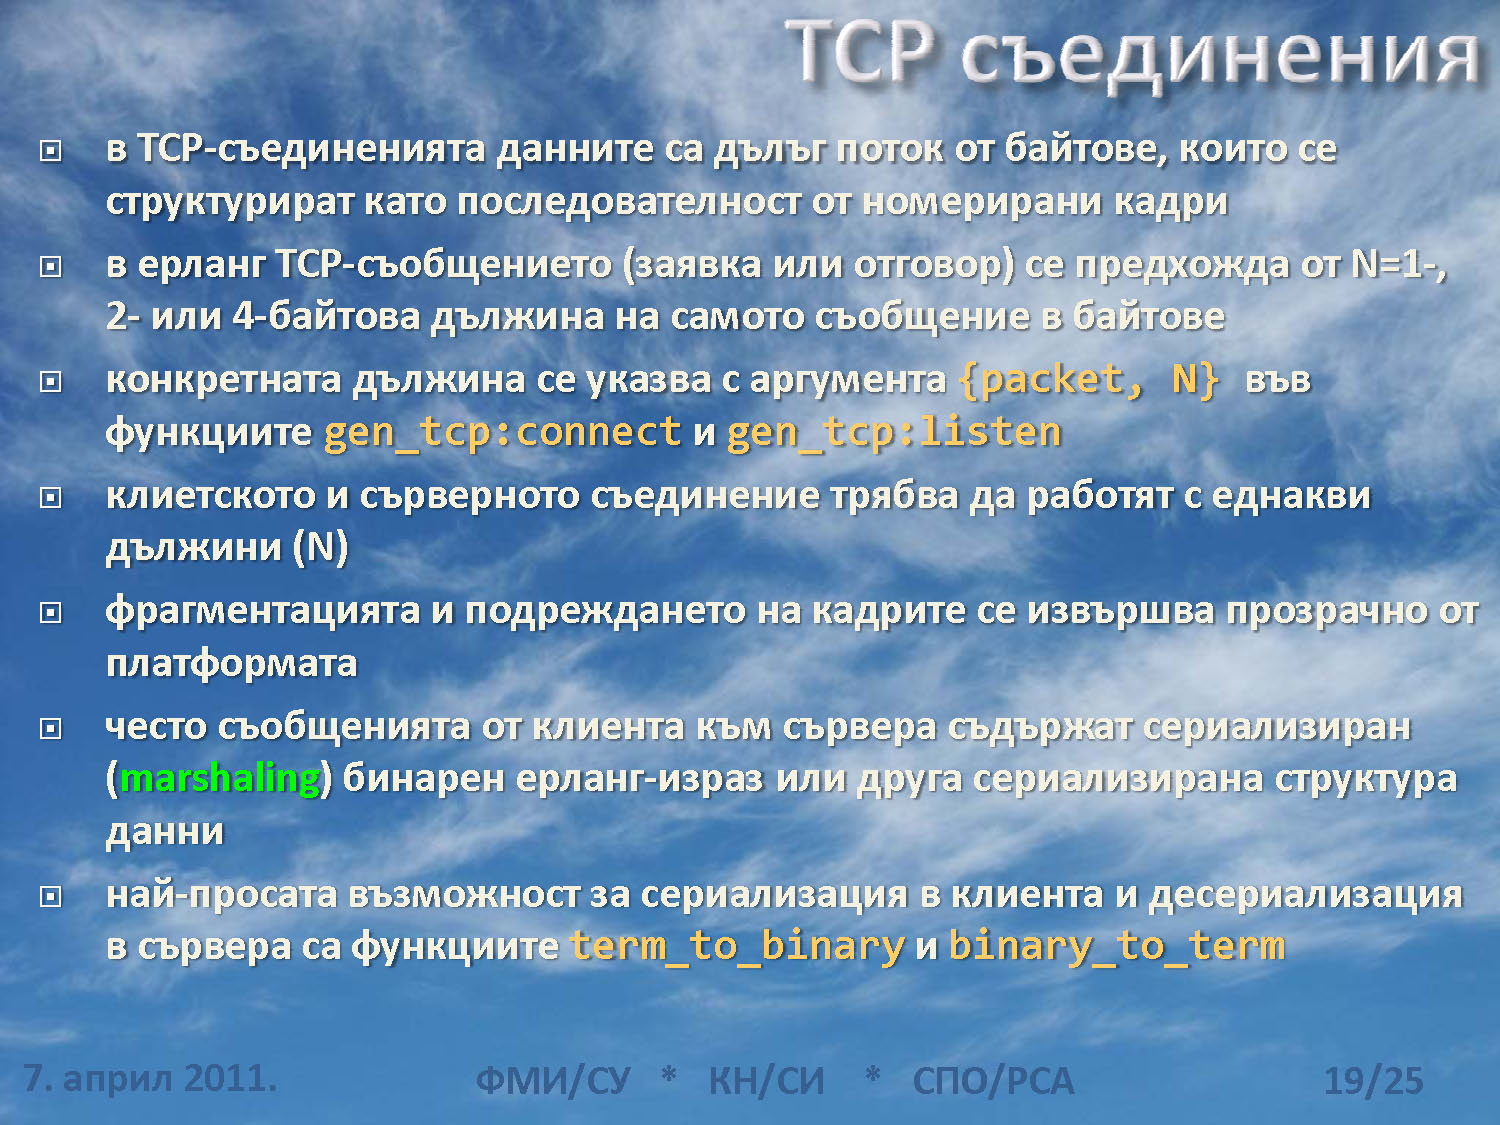 TCP съединения
в TCP-съединенията данните са дълъг поток от байтове, които се
структурират като последователност от номерирани кадри
в ерланг TCP-съобщението (заявка или отговор) се предхожда от N=1-,
2- или 4-байтова дължина на самото съобщение в байтове
конкретната дължина се указва с аргумента {packet, N} във
функциите gen_tcp:connect и gen_tcp:listen
клиетското и сърверното съединение трябва да работят с еднакви
дължини (N)
фрагментацията и подреждането на кадрите се извършва прозрачно от
платформата
често съобщенията от клиента към сървера съдържат сериализиран
(marshaling) бинарен ерланг-израз или друга сериализирана структура
данни
най-просата възможност за сериализация в клиента и десериализация
в сървера са функциите term_to_binary и binary_to_term
7. април 2011. ФМИ/СУ * КН/СИ * СПО/РСА 19/25